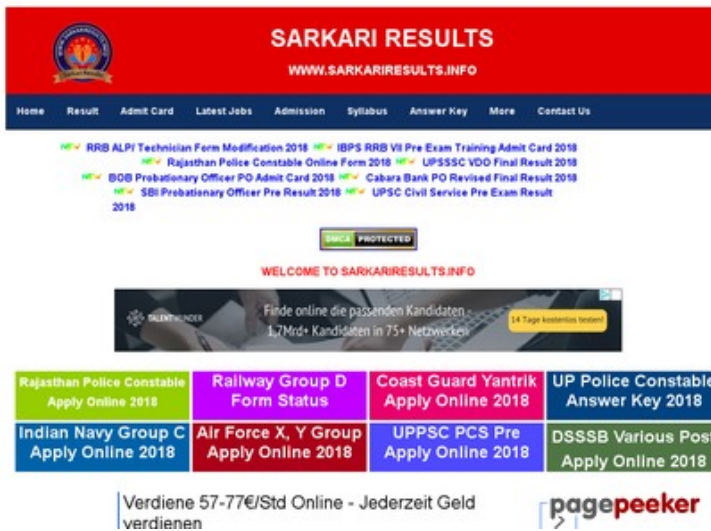 SARKARI RESULTS
WWW.SARKARIRESULTS.INFO
Home Result Admit Card Latest Jobs Admission Syllabus Answer Key More Contact Us
RRB ALP/ Technician Form Modification 2018 IBPS RRB VII Pre Exam Training Admit Card 2018
Rajasthan Police Constable Online Form 2018 UPSSSC VDO Final Result 2018
BOB Probationary Officer PO Admit Card 2018 Cabara Bank PO Revised Final Result 2018
SBI Probationary Officer Pre Result 2018 UPSC Civil Service Pre Exam Result
2018
DMCA PROTECTED
WELCOME TO SARKARIRESULTS.INFO
Finde online die passenden Kandidaten -
1,7Mrd+ Kandidaten in 75+ Netzwerken
14 Tage kostenlos testen!
Rajasthan Police Constable
Apply Online 2018
Railway Group D
Form Status
Coast Guard Yantrik
Apply Online 2018
UP Police Constable
Answer Key 2018
Indian Navy Group C
Apply Online 2018
Air Force X, Y Group
Apply Online 2018
UPPSC PCS Pre
Apply Online 2018
DSSSB Various Post
Apply Online 2018
Verdiene 57-77€/Std Online - Jederzeit Geld
verdienen
pagepeeker